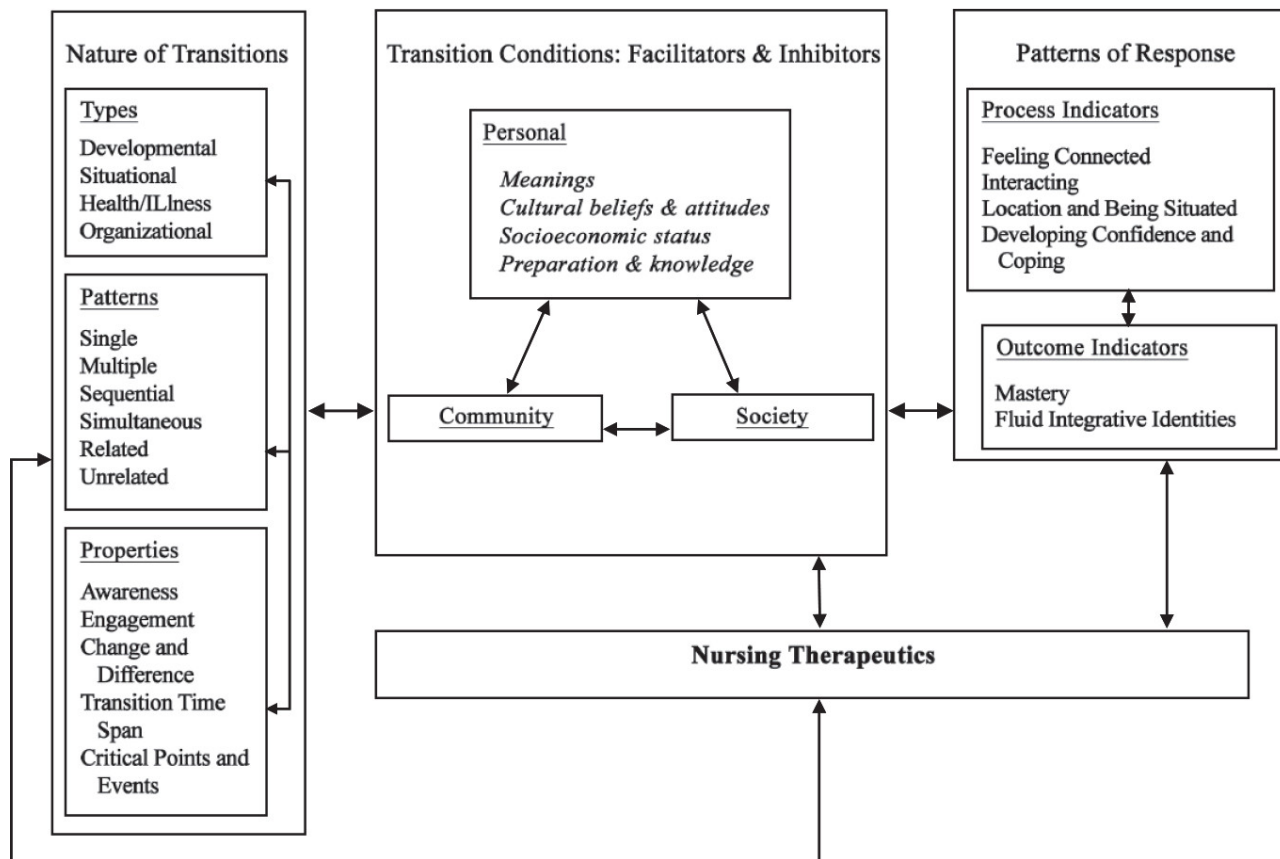 Nature of Transitions
Types
Developmental
Situational
Health/ILlness
Organizational
Patterns
Single
Multiple
Sequential
Simultaneous
Related
Unrelated
Properties
Awareness
Engagement
Change and
Difference
Transition Time
Span
Critical Points and
Events
Transition Conditions: Facilitators & Inhibitors
Personal
Meanings
Cultural beliefs & attitudes
Socioeconomic status
Preparation & knowledge
Community
Society
Patterns of Response
Process Indicators
Feeling Connected
Interacting
Location and Being Situated
Developing Confidence and
Coping
Outcome Indicators
Mastery
Fluid Integrative Identities
Nursing Therapeutics